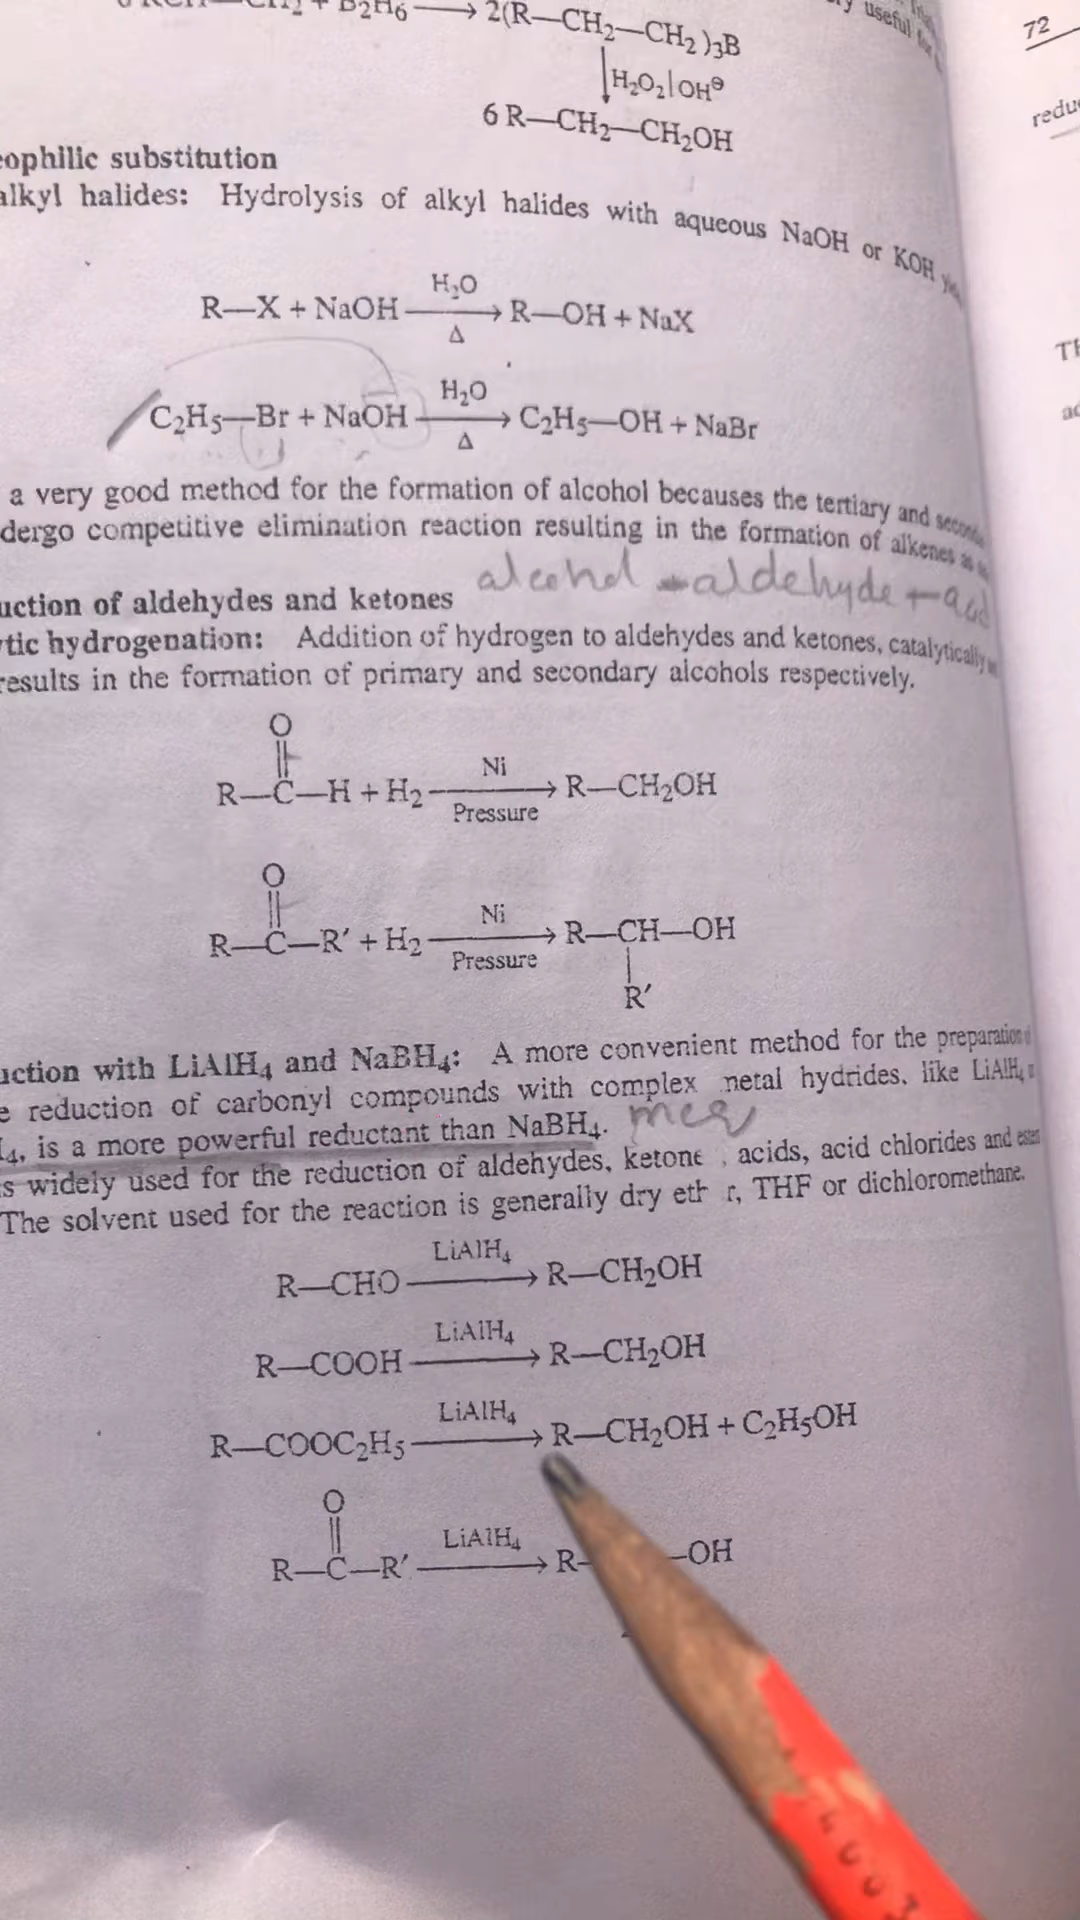 CH2 + B2H6 → 2(R—CH2—CH2)3B
y useful for
72
H2O2 | OH⊖
redu
6 R—CH2—CH2OH
eophilic substitution
alkyl halides: Hydrolysis of alkyl halides with aqueous NaOH or KOH
H2O
R—X + NaOH → R—OH + NaX
Δ
H2O
C2H5—Br + NaOH → C2H5—OH + NaBr
Δ
a very good method for the formation of alcohol becauses the tertiary and
dergo competitive elimination reaction resulting in the formation of alkenes as
alcohol aldehyde
uction of aldehydes and ketones
tic hydrogenation: Addition of hydrogen to aldehydes and ketones, catalytically
results in the formation of primary and secondary alcohols respectively.
O
||
R—C—H + H2 → R—CH2OH
Ni
Pressure
O
||
R—C—R′ + H2 → R—CH—OH
Ni
Pressure
|
R′
uction with LiAlH4 and NaBH4: A more convenient method for the preparation
e reduction of carbonyl compounds with complex netal hydrides, like LiAlH4
4, is a more powerful reductant than NaBH4.
s widely used for the reduction of aldehydes, ketone , acids, acid chlorides and
The solvent used for the reaction is generally dry eth r, THF or dichloromethane.
LiAlH4
R—CHO → R—CH2OH
LiAlH4
R—COOH → R—CH2OH
LiAlH4
R—COOC2H5 → R—CH2OH + C2H5OH
O
||
LiAlH4
R—C—R′ → R— —OH